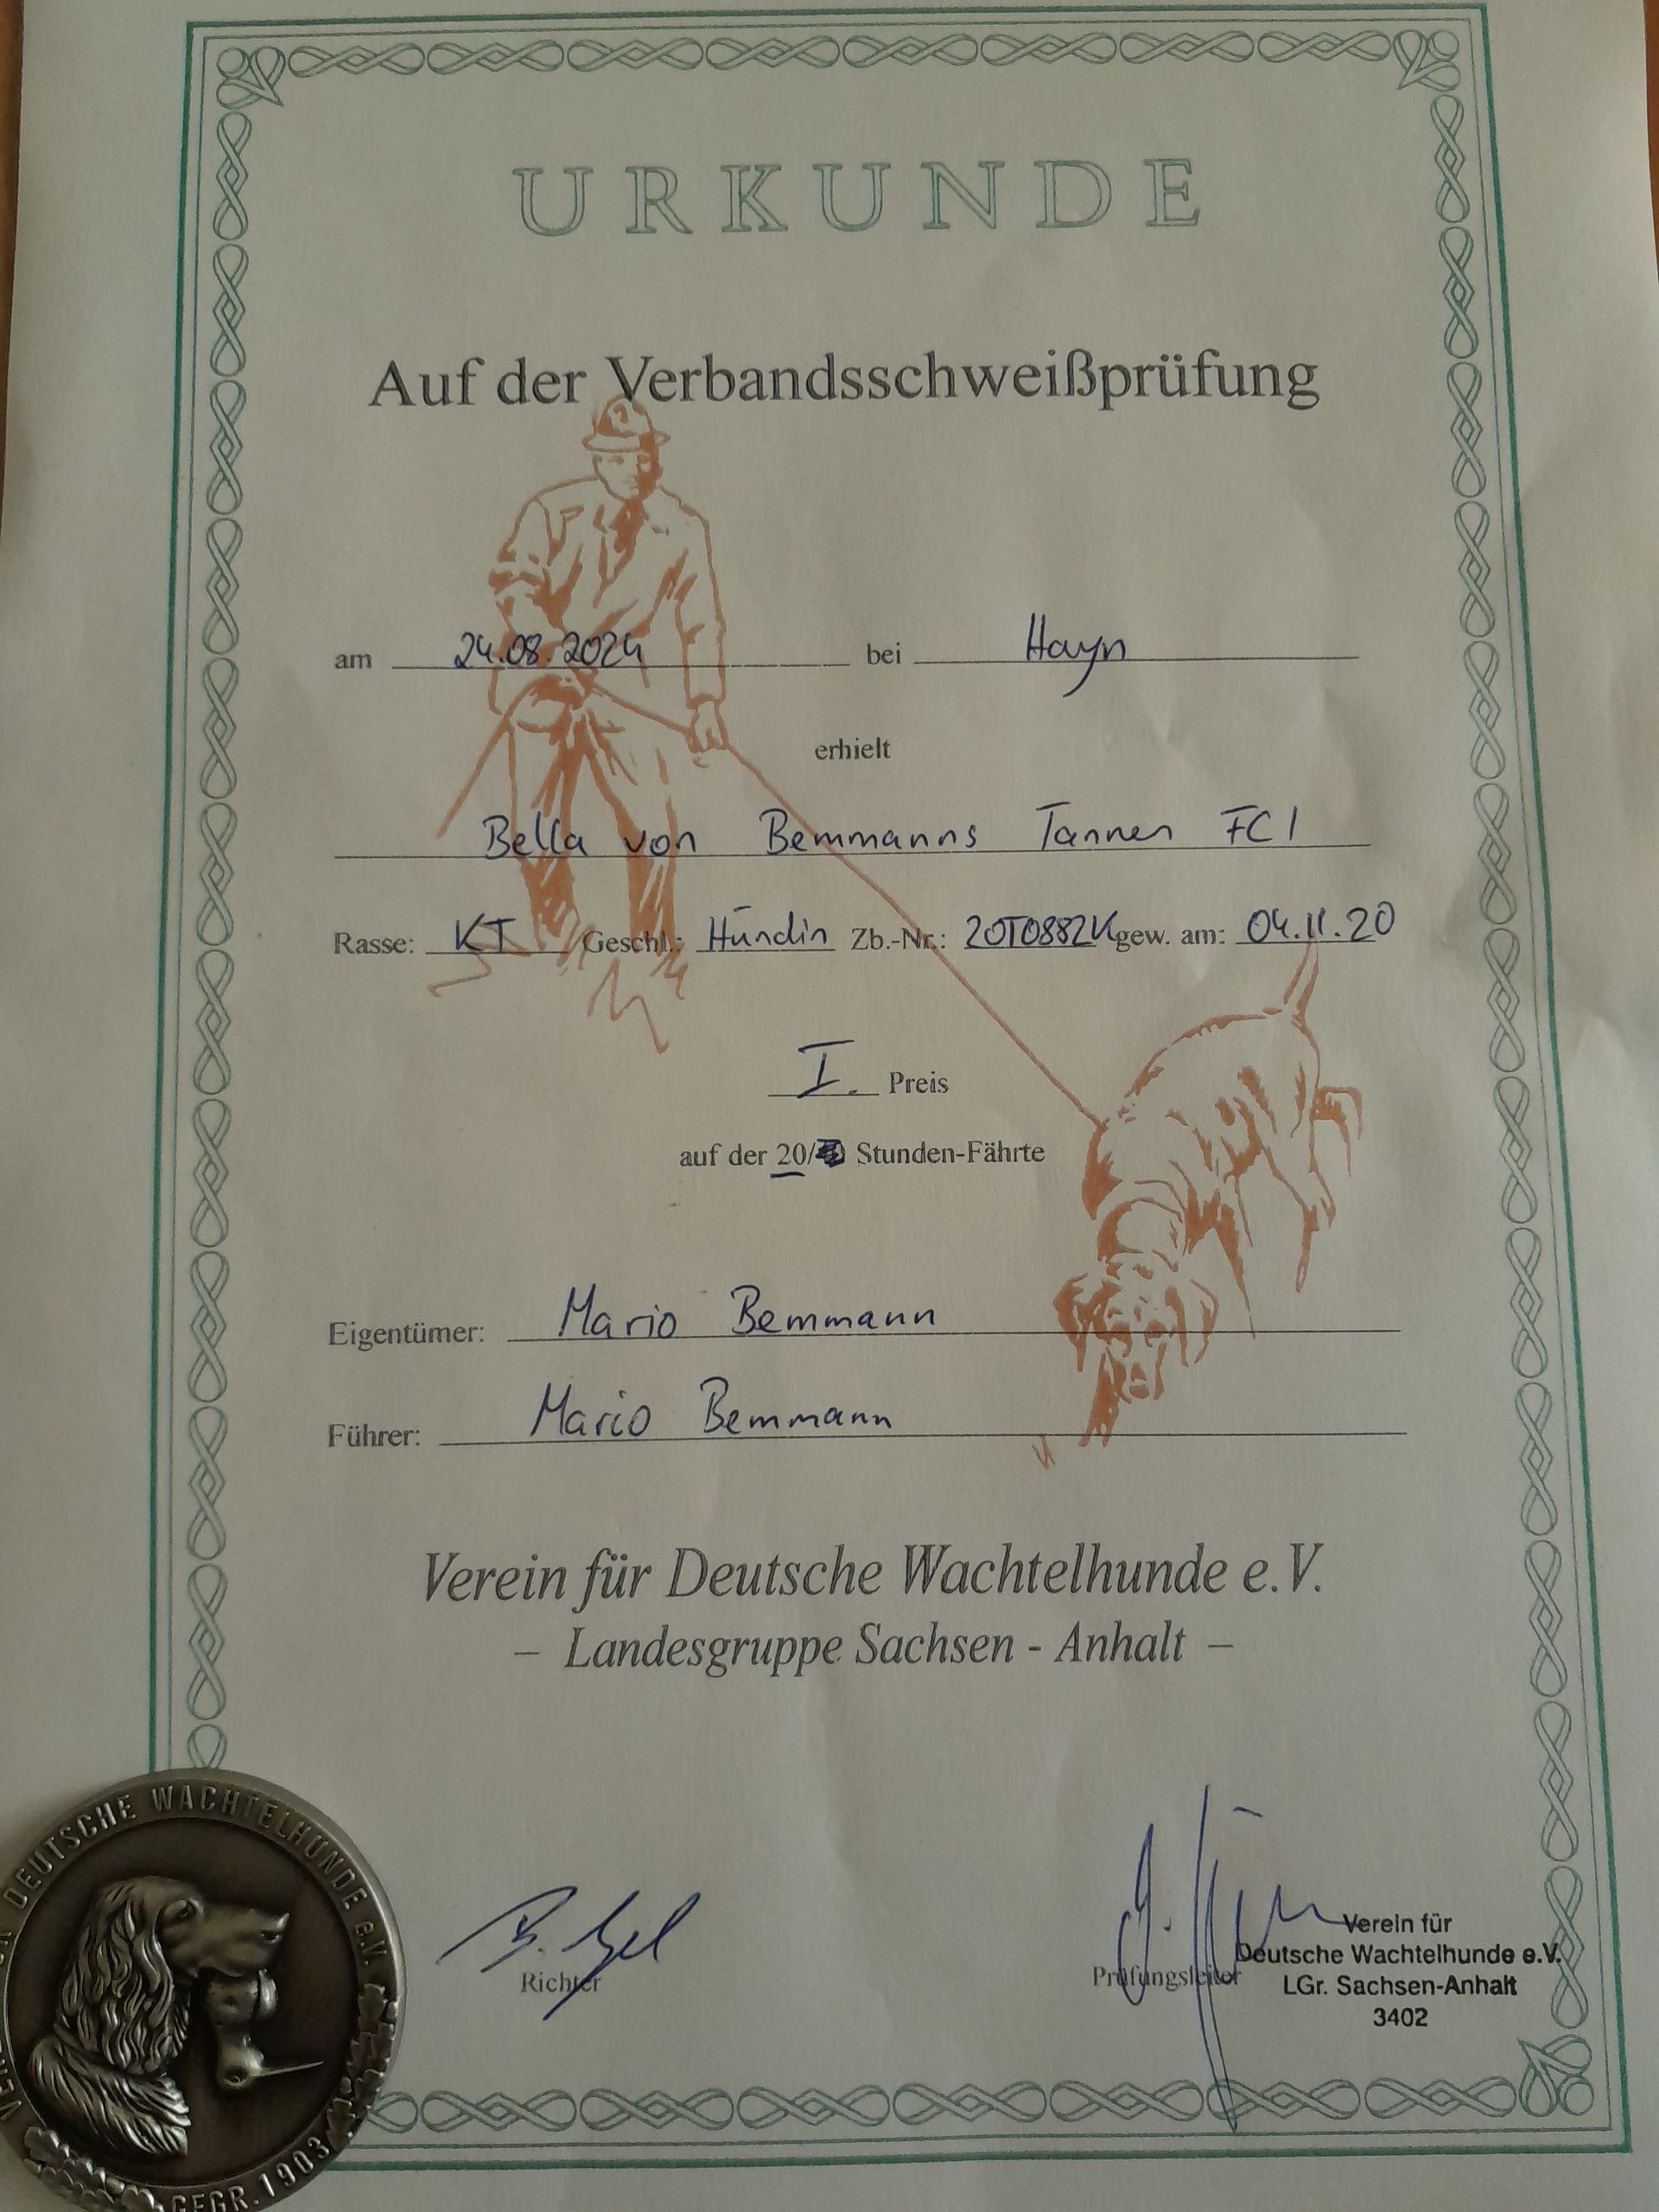 URKUNDE
Auf der Verbandsschweißprüfung
am 24.08.2024 bei Hayn
erhielt
Bella von Bemmanns Tannen FCI
Rasse: KT Geschl.: Hündin Zb.-Nr.: 20T0882K gew. am: 04.11.20
I. Preis
auf der 20/ Stunden-Fährte
Eigentümer: Mario Bemmann
Führer: Mario Bemmann
Verein für Deutsche Wachtelhunde e.V.
– Landesgruppe Sachsen - Anhalt –
Richter
Prüfungsleiter
Verein für
Deutsche Wachtelhunde e.V.
LGr. Sachsen-Anhalt
3402
DEUTSCHE WACHTELHUNDE e.V.
GEGR. 1903